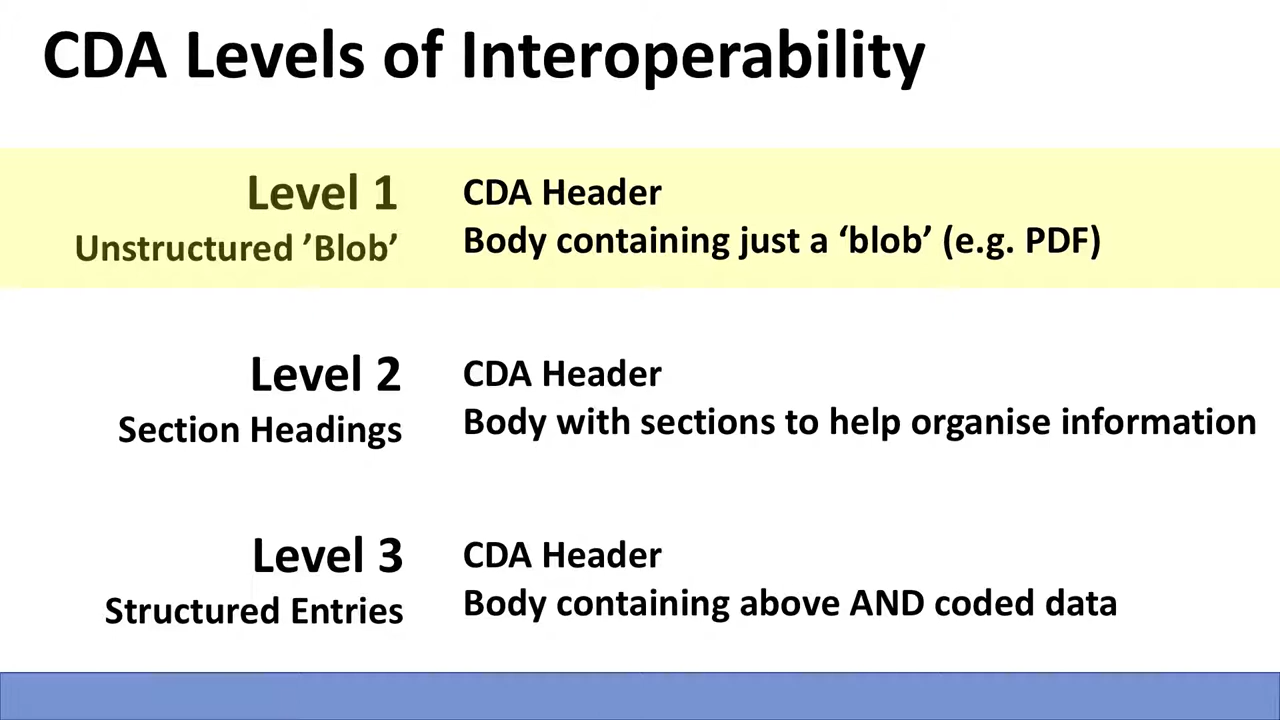 CDA Levels of Interoperability
Level 1
Unstructured ’Blob’
CDA Header
Body containing just a ‘blob’ (e.g. PDF)
Level 2
Section Headings
CDA Header
Body with sections to help organise information
Level 3
Structured Entries
CDA Header
Body containing above AND coded data